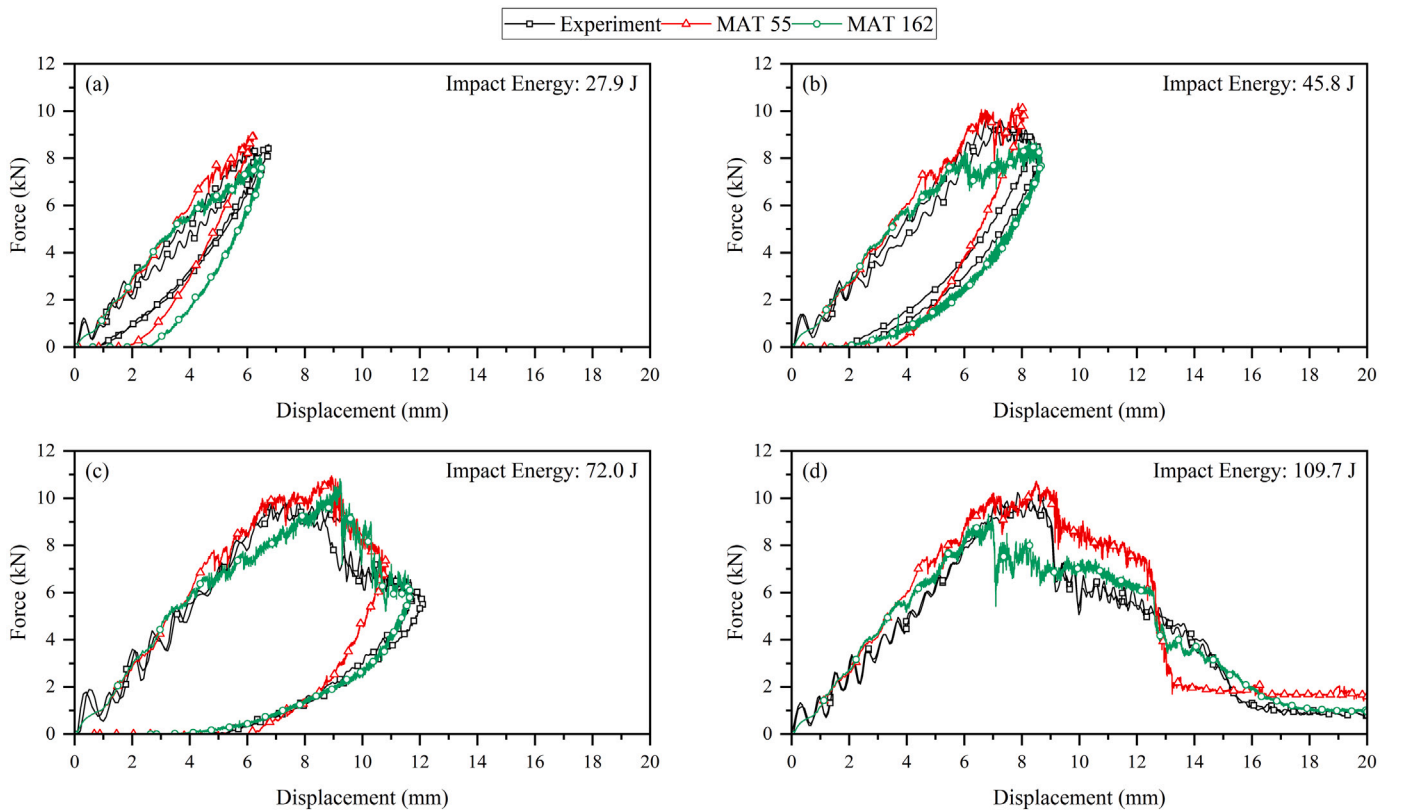 Experiment MAT 55 MAT 162
(a) Impact Energy: 27.9 J
12
10
8
6
4
2
0
Force (kN)
0 2 4 6 8 10 12 14 16 18 20
Displacement (mm)
(b) Impact Energy: 45.8 J
12
10
8
6
4
2
0
Force (kN)
0 2 4 6 8 10 12 14 16 18 20
Displacement (mm)
(c) Impact Energy: 72.0 J
12
10
8
6
4
2
0
Force (kN)
0 2 4 6 8 10 12 14 16 18 20
Displacement (mm)
(d) Impact Energy: 109.7 J
12
10
8
6
4
2
0
Force (kN)
0 2 4 6 8 10 12 14 16 18 20
Displacement (mm)